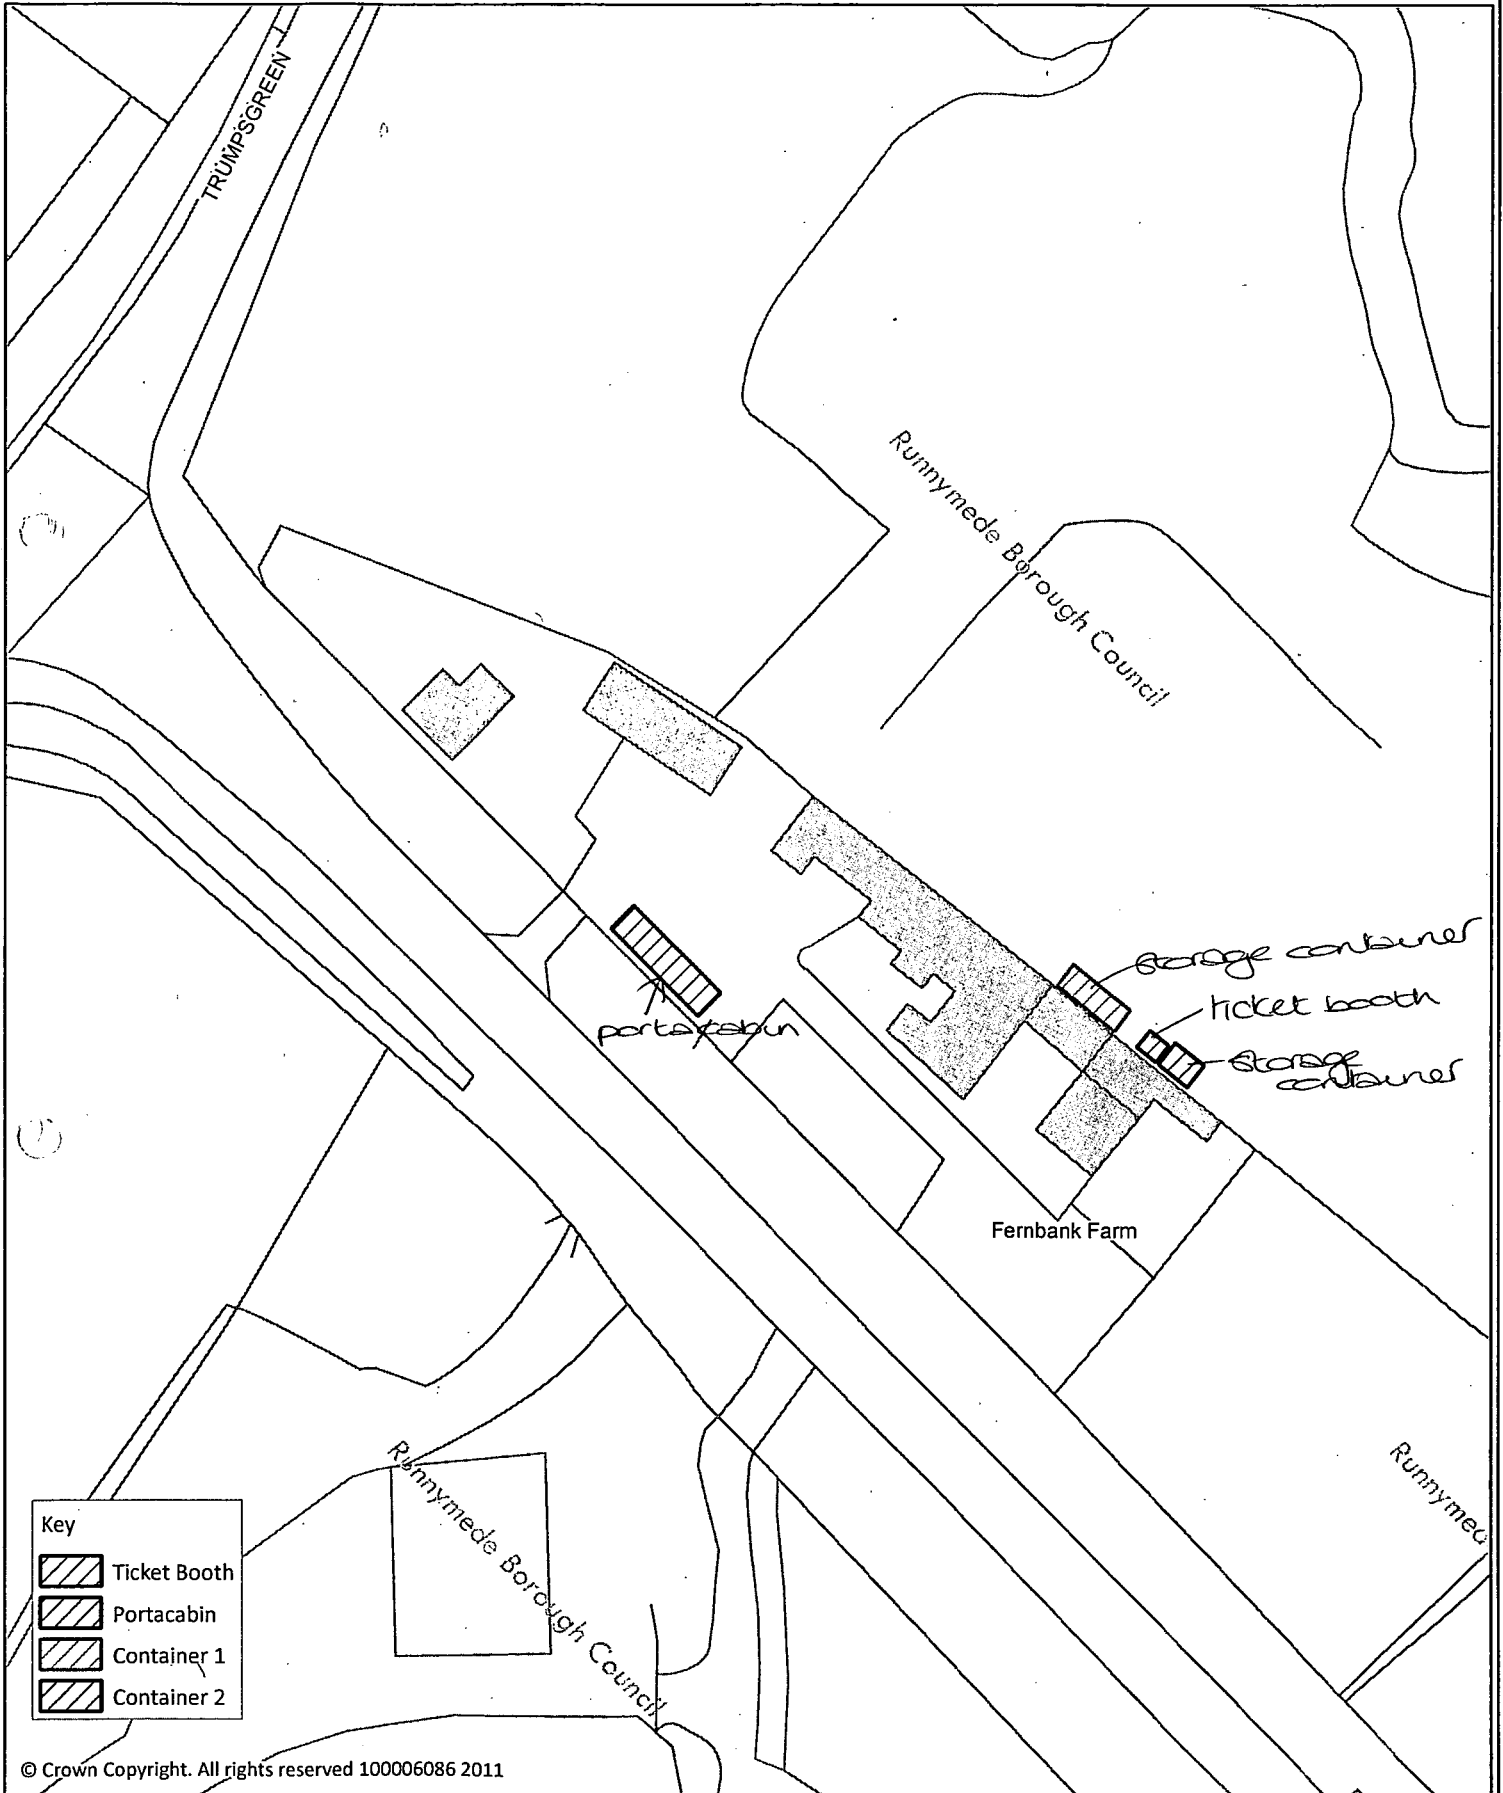 TRUMPSGREEN
Runnymede Borough Council
storage container
ticket booth
storage
container
portacabin
Fernbank Farm
Runnymede Borough Council
Runnymed
Key
Ticket Booth
Portacabin
Container 1
Container 2
© Crown Copyright. All rights reserved 100006086 2011